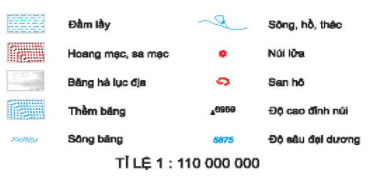 Đầm lầy Sông, hồ, thác
Hoang mạc, sa mạc Núi lửa
Băng hà lục địa San hô
Thềm băng 6959 Độ cao đỉnh núi
Sông băng 5675 Độ sâu đại dương
TỈ LỆ 1 : 110 000 000